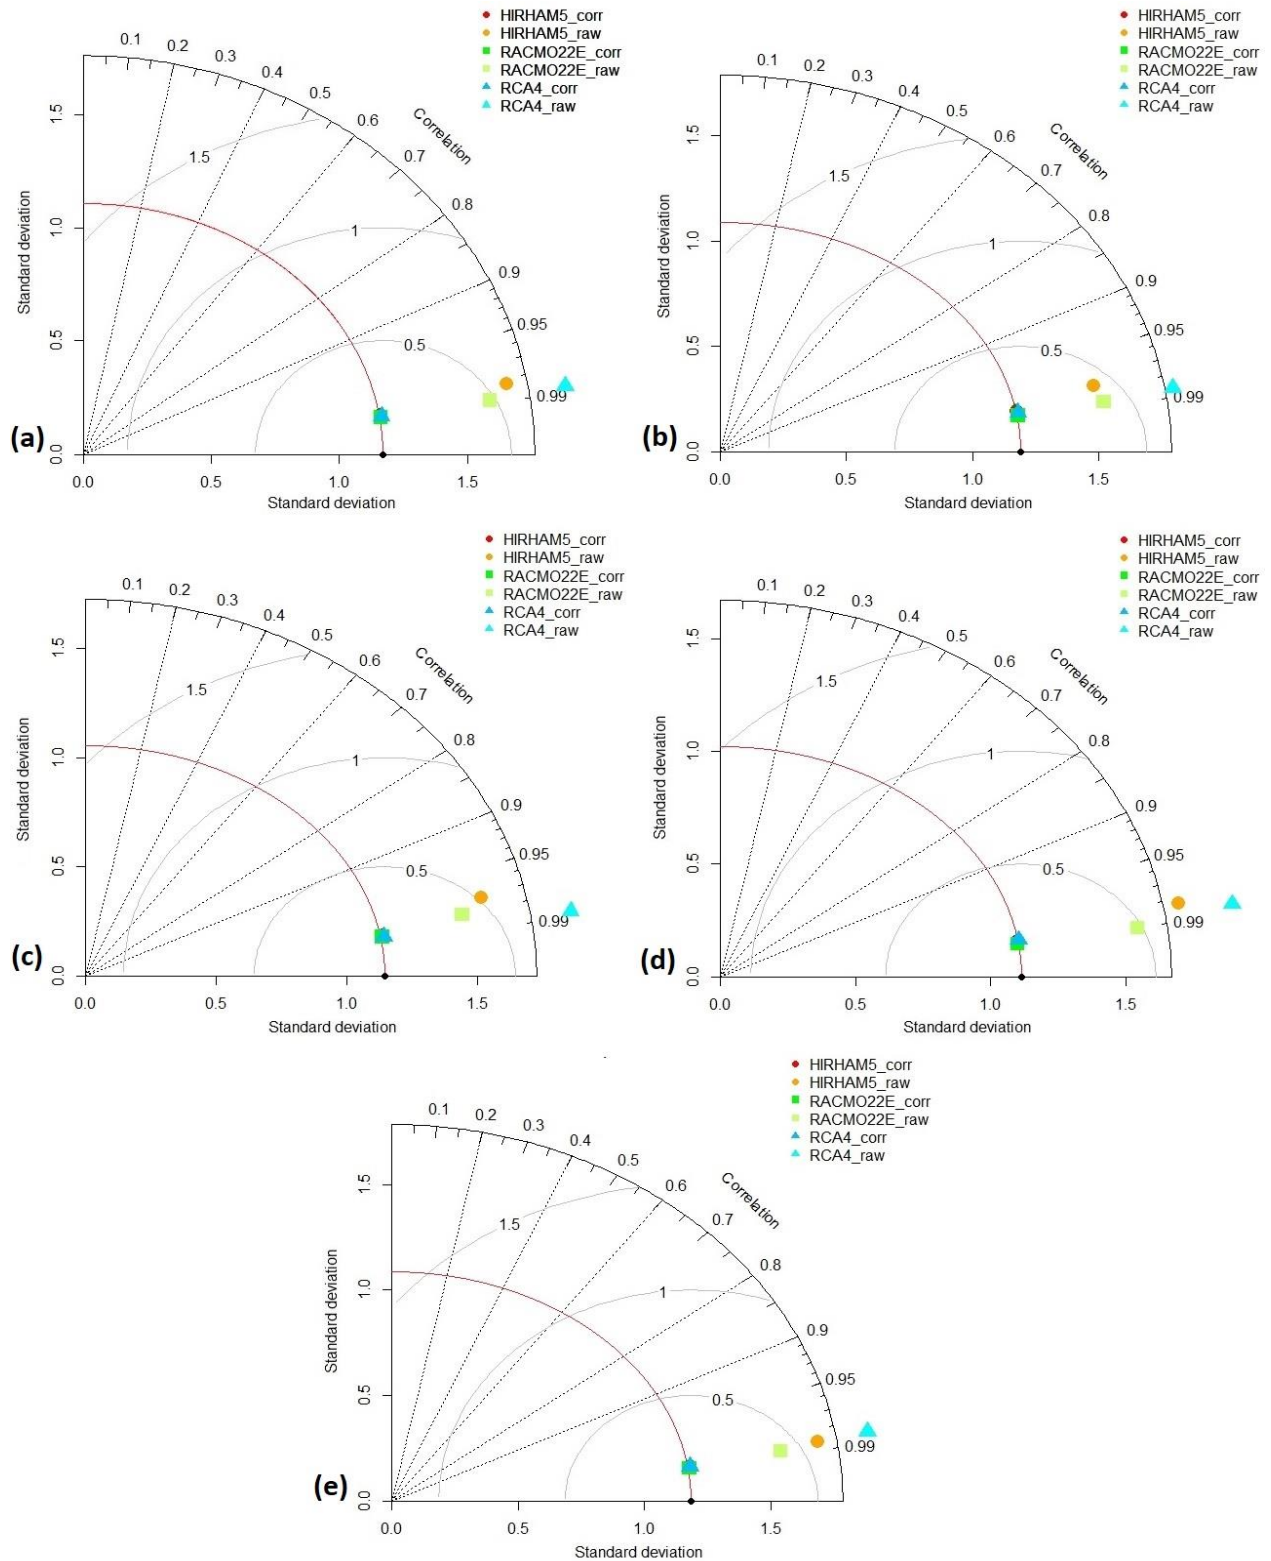 HIRHAM5_corr
HIRHAM5_raw
RACMO22E_corr
RACMO22E_raw
RCA4_corr
RCA4_raw
0.1
0.2
0.3
0.4
0.5
0.6
0.7
0.8
0.9
0.95
0.99
Correlation
1.5
1
0.5
Standard deviation
0.0
0.5
1.0
1.5
(a)
0.0
0.5
1.0
1.5
Standard deviation
HIRHAM5_corr
HIRHAM5_raw
RACMO22E_corr
RACMO22E_raw
RCA4_corr
RCA4_raw
0.1
0.2
0.3
0.4
0.5
0.6
0.7
0.8
0.9
0.95
0.99
Correlation
1.5
1
0.5
Standard deviation
0.0
0.5
1.0
1.5
(b)
0.0
0.5
1.0
1.5
Standard deviation
HIRHAM5_corr
HIRHAM5_raw
RACMO22E_corr
RACMO22E_raw
RCA4_corr
RCA4_raw
0.1
0.2
0.3
0.4
0.5
0.6
0.7
0.8
0.9
0.95
0.99
Correlation
1.5
1
0.5
Standard deviation
0.0
0.5
1.0
1.5
(c)
0.0
0.5
1.0
1.5
Standard deviation
HIRHAM5_corr
HIRHAM5_raw
RACMO22E_corr
RACMO22E_raw
RCA4_corr
RCA4_raw
0.1
0.2
0.3
0.4
0.5
0.6
0.7
0.8
0.9
0.95
0.99
Correlation
1.5
1
0.5
Standard deviation
0.0
0.5
1.0
1.5
(d)
0.0
0.5
1.0
1.5
Standard deviation
HIRHAM5_corr
HIRHAM5_raw
RACMO22E_corr
RACMO22E_raw
RCA4_corr
RCA4_raw
0.1
0.2
0.3
0.4
0.5
0.6
0.7
0.8
0.9
0.95
0.99
Correlation
1.5
1
0.5
Standard deviation
0.0
0.5
1.0
1.5
(e)
0.0
0.5
1.0
1.5
Standard deviation